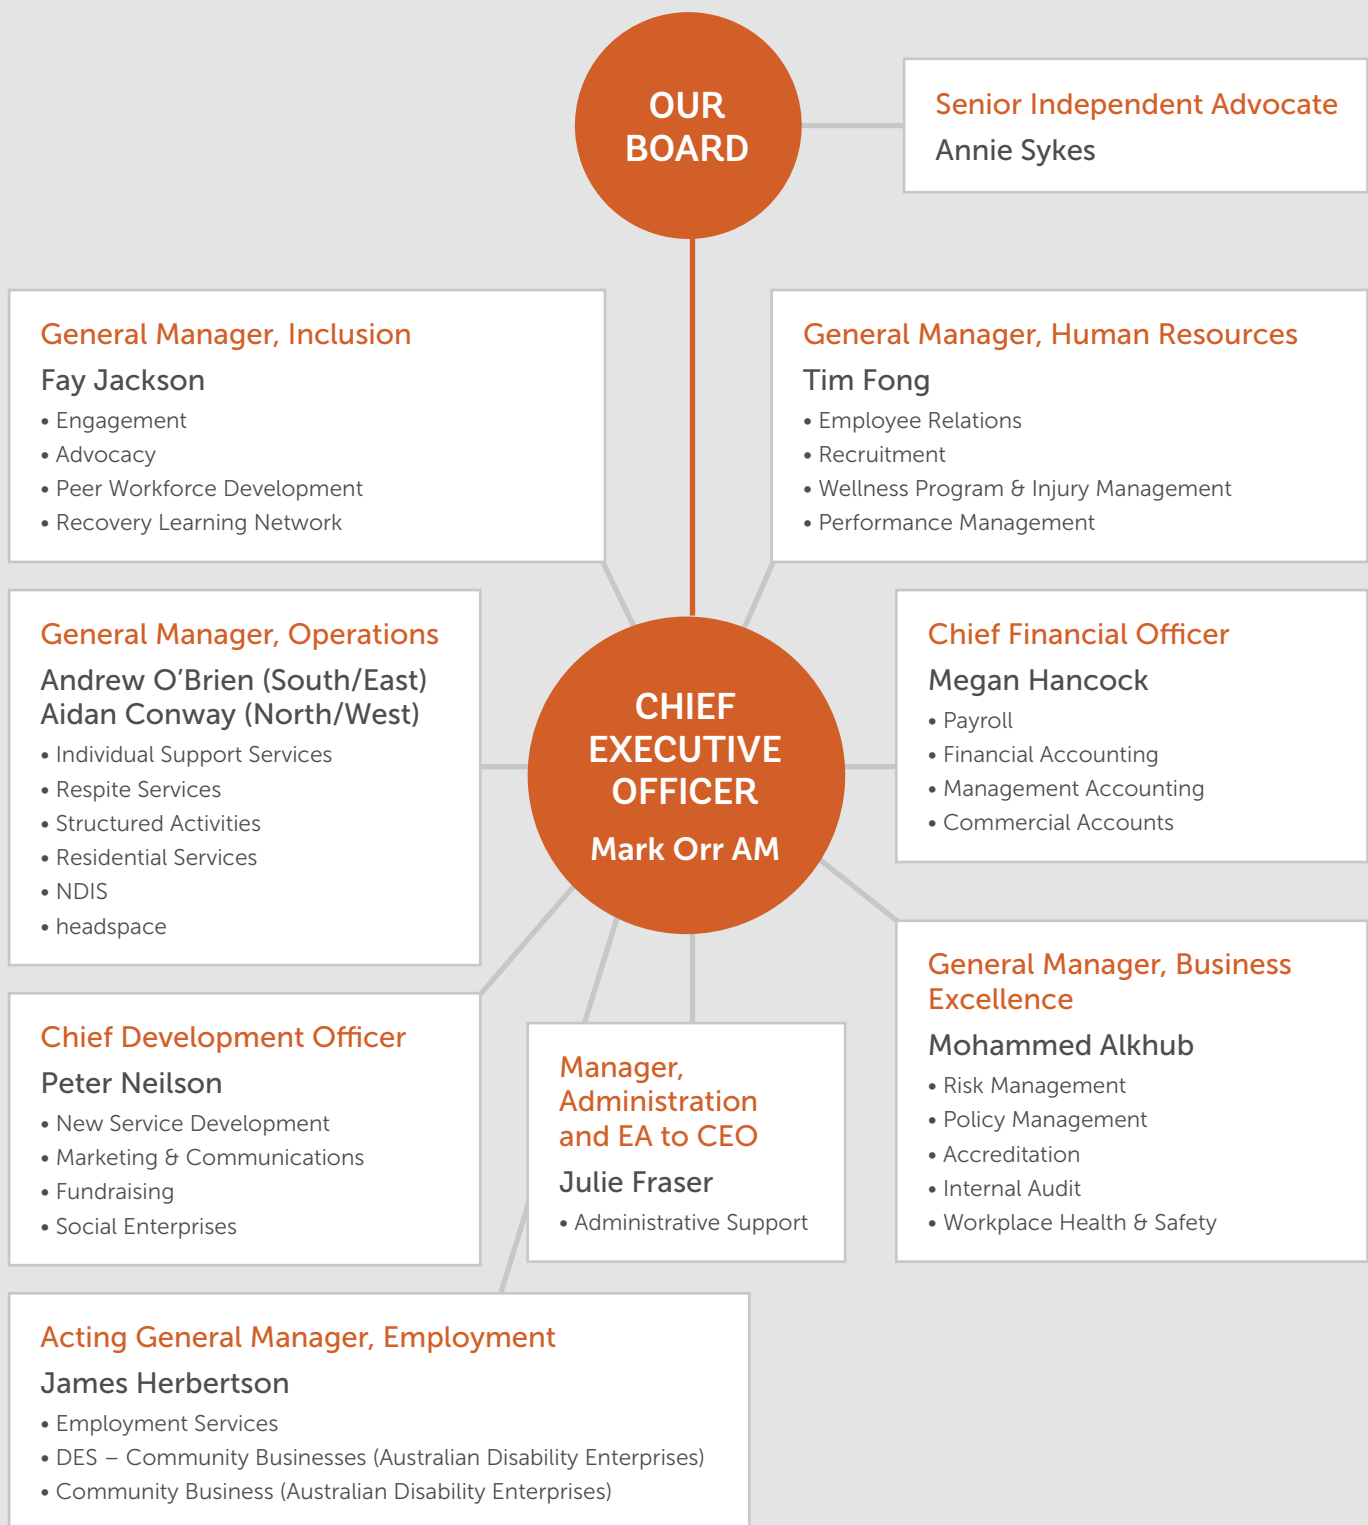 OUR
BOARD
Senior Independent Advocate
Annie Sykes
General Manager, Inclusion
Fay Jackson
• Engagement
• Advocacy
• Peer Workforce Development
• Recovery Learning Network
General Manager, Human Resources
Tim Fong
• Employee Relations
• Recruitment
• Wellness Program & Injury Management
• Performance Management
General Manager, Operations
Andrew O’Brien (South/East)
Aidan Conway (North/West)
• Individual Support Services
• Respite Services
• Structured Activities
• Residential Services
• NDIS
• headspace
CHIEF
EXECUTIVE
OFFICER
Mark Orr AM
Chief Financial Officer
Megan Hancock
• Payroll
• Financial Accounting
• Management Accounting
• Commercial Accounts
Chief Development Officer
Peter Neilson
• New Service Development
• Marketing & Communications
• Fundraising
• Social Enterprises
Manager,
Administration
and EA to CEO
Julie Fraser
• Administrative Support
General Manager, Business
Excellence
Mohammed Alkhub
• Risk Management
• Policy Management
• Accreditation
• Internal Audit
• Workplace Health & Safety
Acting General Manager, Employment
James Herbertson
• Employment Services
• DES – Community Businesses (Australian Disability Enterprises)
• Community Business (Australian Disability Enterprises)